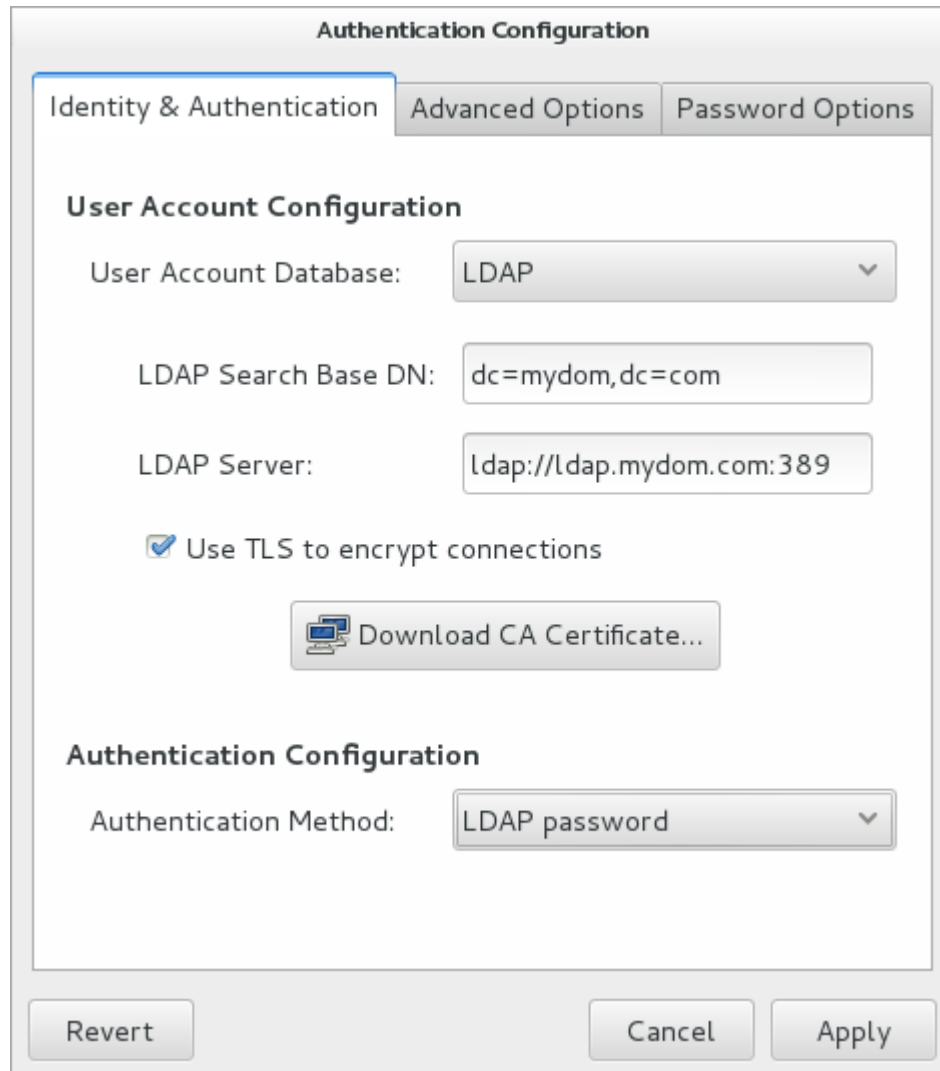 Authentication Configuration
Identity & Authentication Advanced Options Password Options
User Account Configuration
User Account Database: LDAP
LDAP Search Base DN: dc=mydom,dc=com
LDAP Server: ldap://ldap.mydom.com:389
Use TLS to encrypt connections
Download CA Certificate...
Authentication Configuration
Authentication Method: LDAP password
Revert Cancel Apply